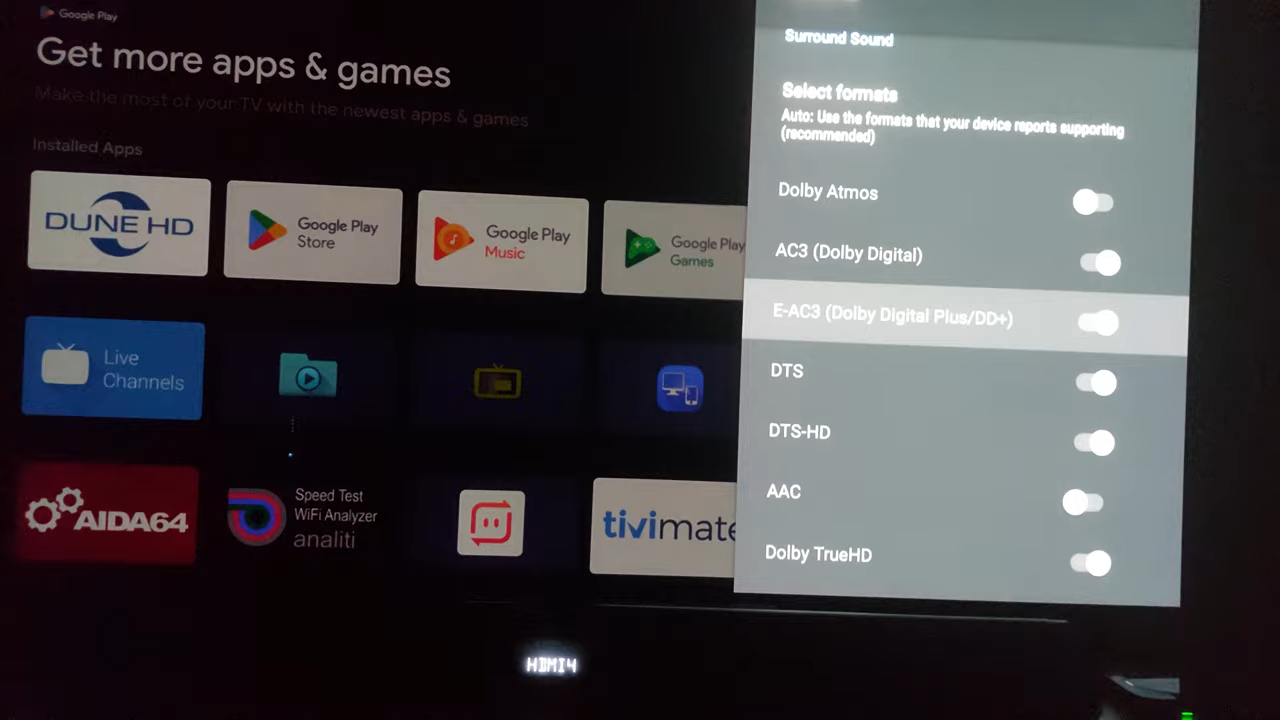 Google Play
Get more apps & games
Make the most of your TV with the newest apps & games
Installed Apps
DUNE HD
Google Play
Store
Google Play
Music
Google Play
Games
Live
Channels
AIDA64
Speed Test
WiFi Analyzer
analiti
tivimate
Surround Sound
Select formats
Auto: Use the formats that your device reports supporting
(recommended)
Dolby Atmos
AC3 (Dolby Digital)
E-AC3 (Dolby Digital Plus/DD+)
DTS
DTS-HD
AAC
Dolby TrueHD
HDMI4